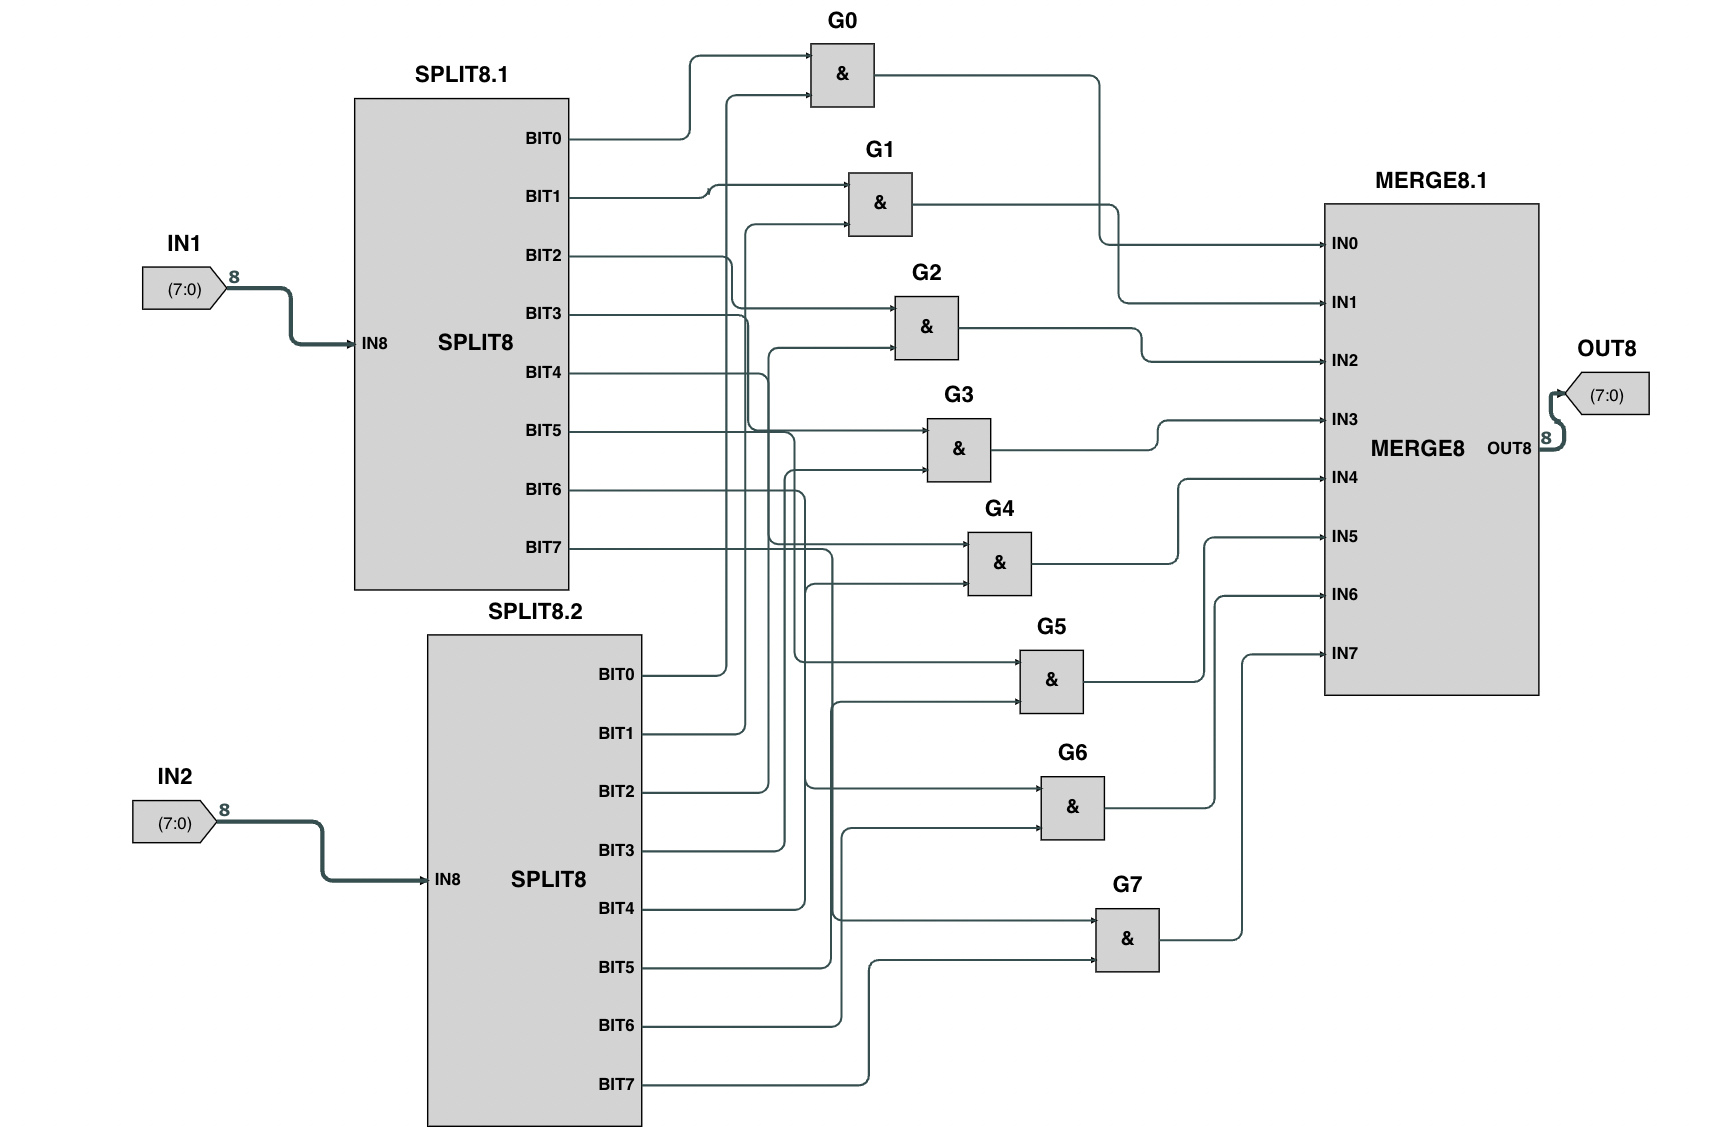 G0
&
SPLIT8.1
BIT0
BIT1
BIT2
BIT3
BIT4
BIT5
BIT6
BIT7
IN8
SPLIT8
IN1
(7:0)
8
G1
&
G2
&
G3
&
G4
&
G5
&
G6
&
G7
&
MERGE8.1
IN0
IN1
IN2
IN3
IN4
IN5
IN6
IN7
MERGE8
OUT8
8
OUT8
(7:0)
SPLIT8.2
BIT0
BIT1
BIT2
BIT3
BIT4
BIT5
BIT6
BIT7
IN8
SPLIT8
IN2
(7:0)
8